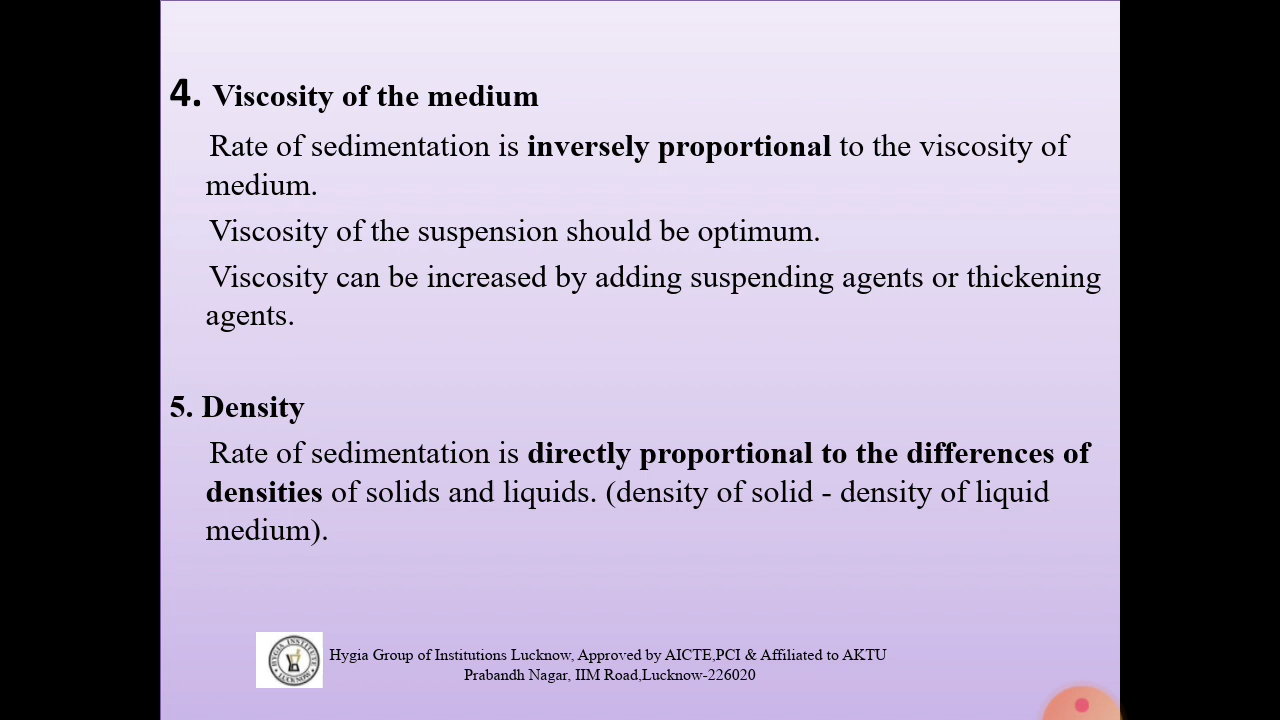 4. Viscosity of the medium
Rate of sedimentation is inversely proportional to the viscosity of
medium.
Viscosity of the suspension should be optimum.
Viscosity can be increased by adding suspending agents or thickening
agents.
5. Density
Rate of sedimentation is directly proportional to the differences of
densities of solids and liquids. (density of solid - density of liquid
medium).
HYGIA INSTITUTE
LUCKNOW
Hygia Group of Institutions Lucknow, Approved by AICTE,PCI & Affiliated to AKTU
Prabandh Nagar, IIM Road,Lucknow-226020